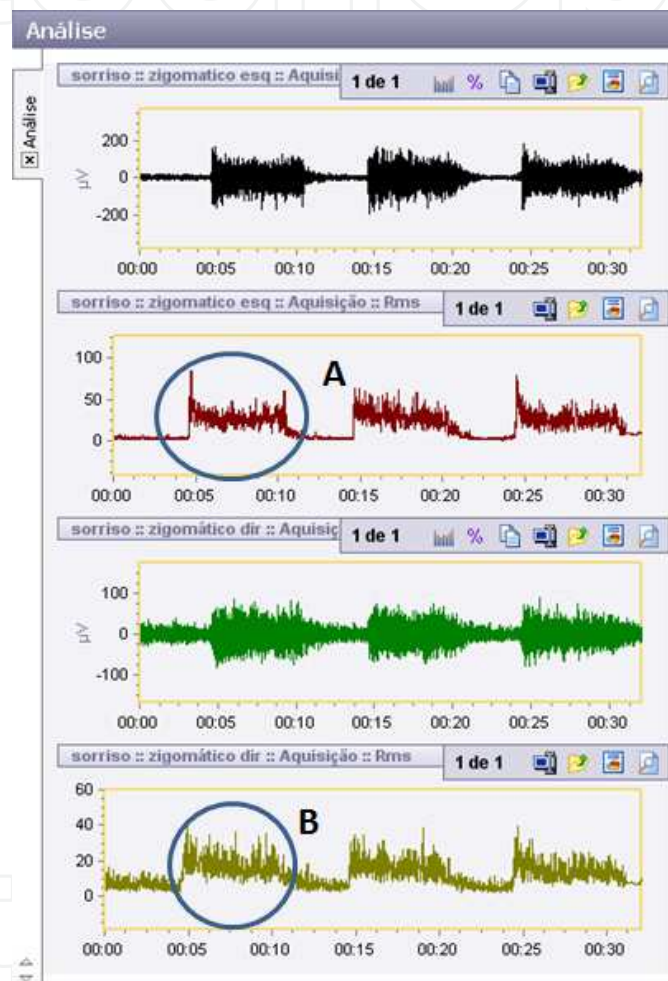 Análise
Análise
sorriso :: zigomatico esq :: Aquisi
1 de 1
%
200
0
-200
µV
00:00 00:05 00:10 00:15 00:20 00:25 00:30
sorriso :: zigomatico esq :: Aquisição :: Rms
1 de 1
100
50
0
A
00:00 00:05 00:10 00:15 00:20 00:25 00:30
sorriso :: zigomático dir :: Aquisiç
1 de 1
%
100
0
-100
µV
00:00 00:05 00:10 00:15 00:20 00:25 00:30
sorriso :: zigomático dir :: Aquisição :: Rms
1 de 1
60
40
20
0
B
00:00 00:05 00:10 00:15 00:20 00:25 00:30